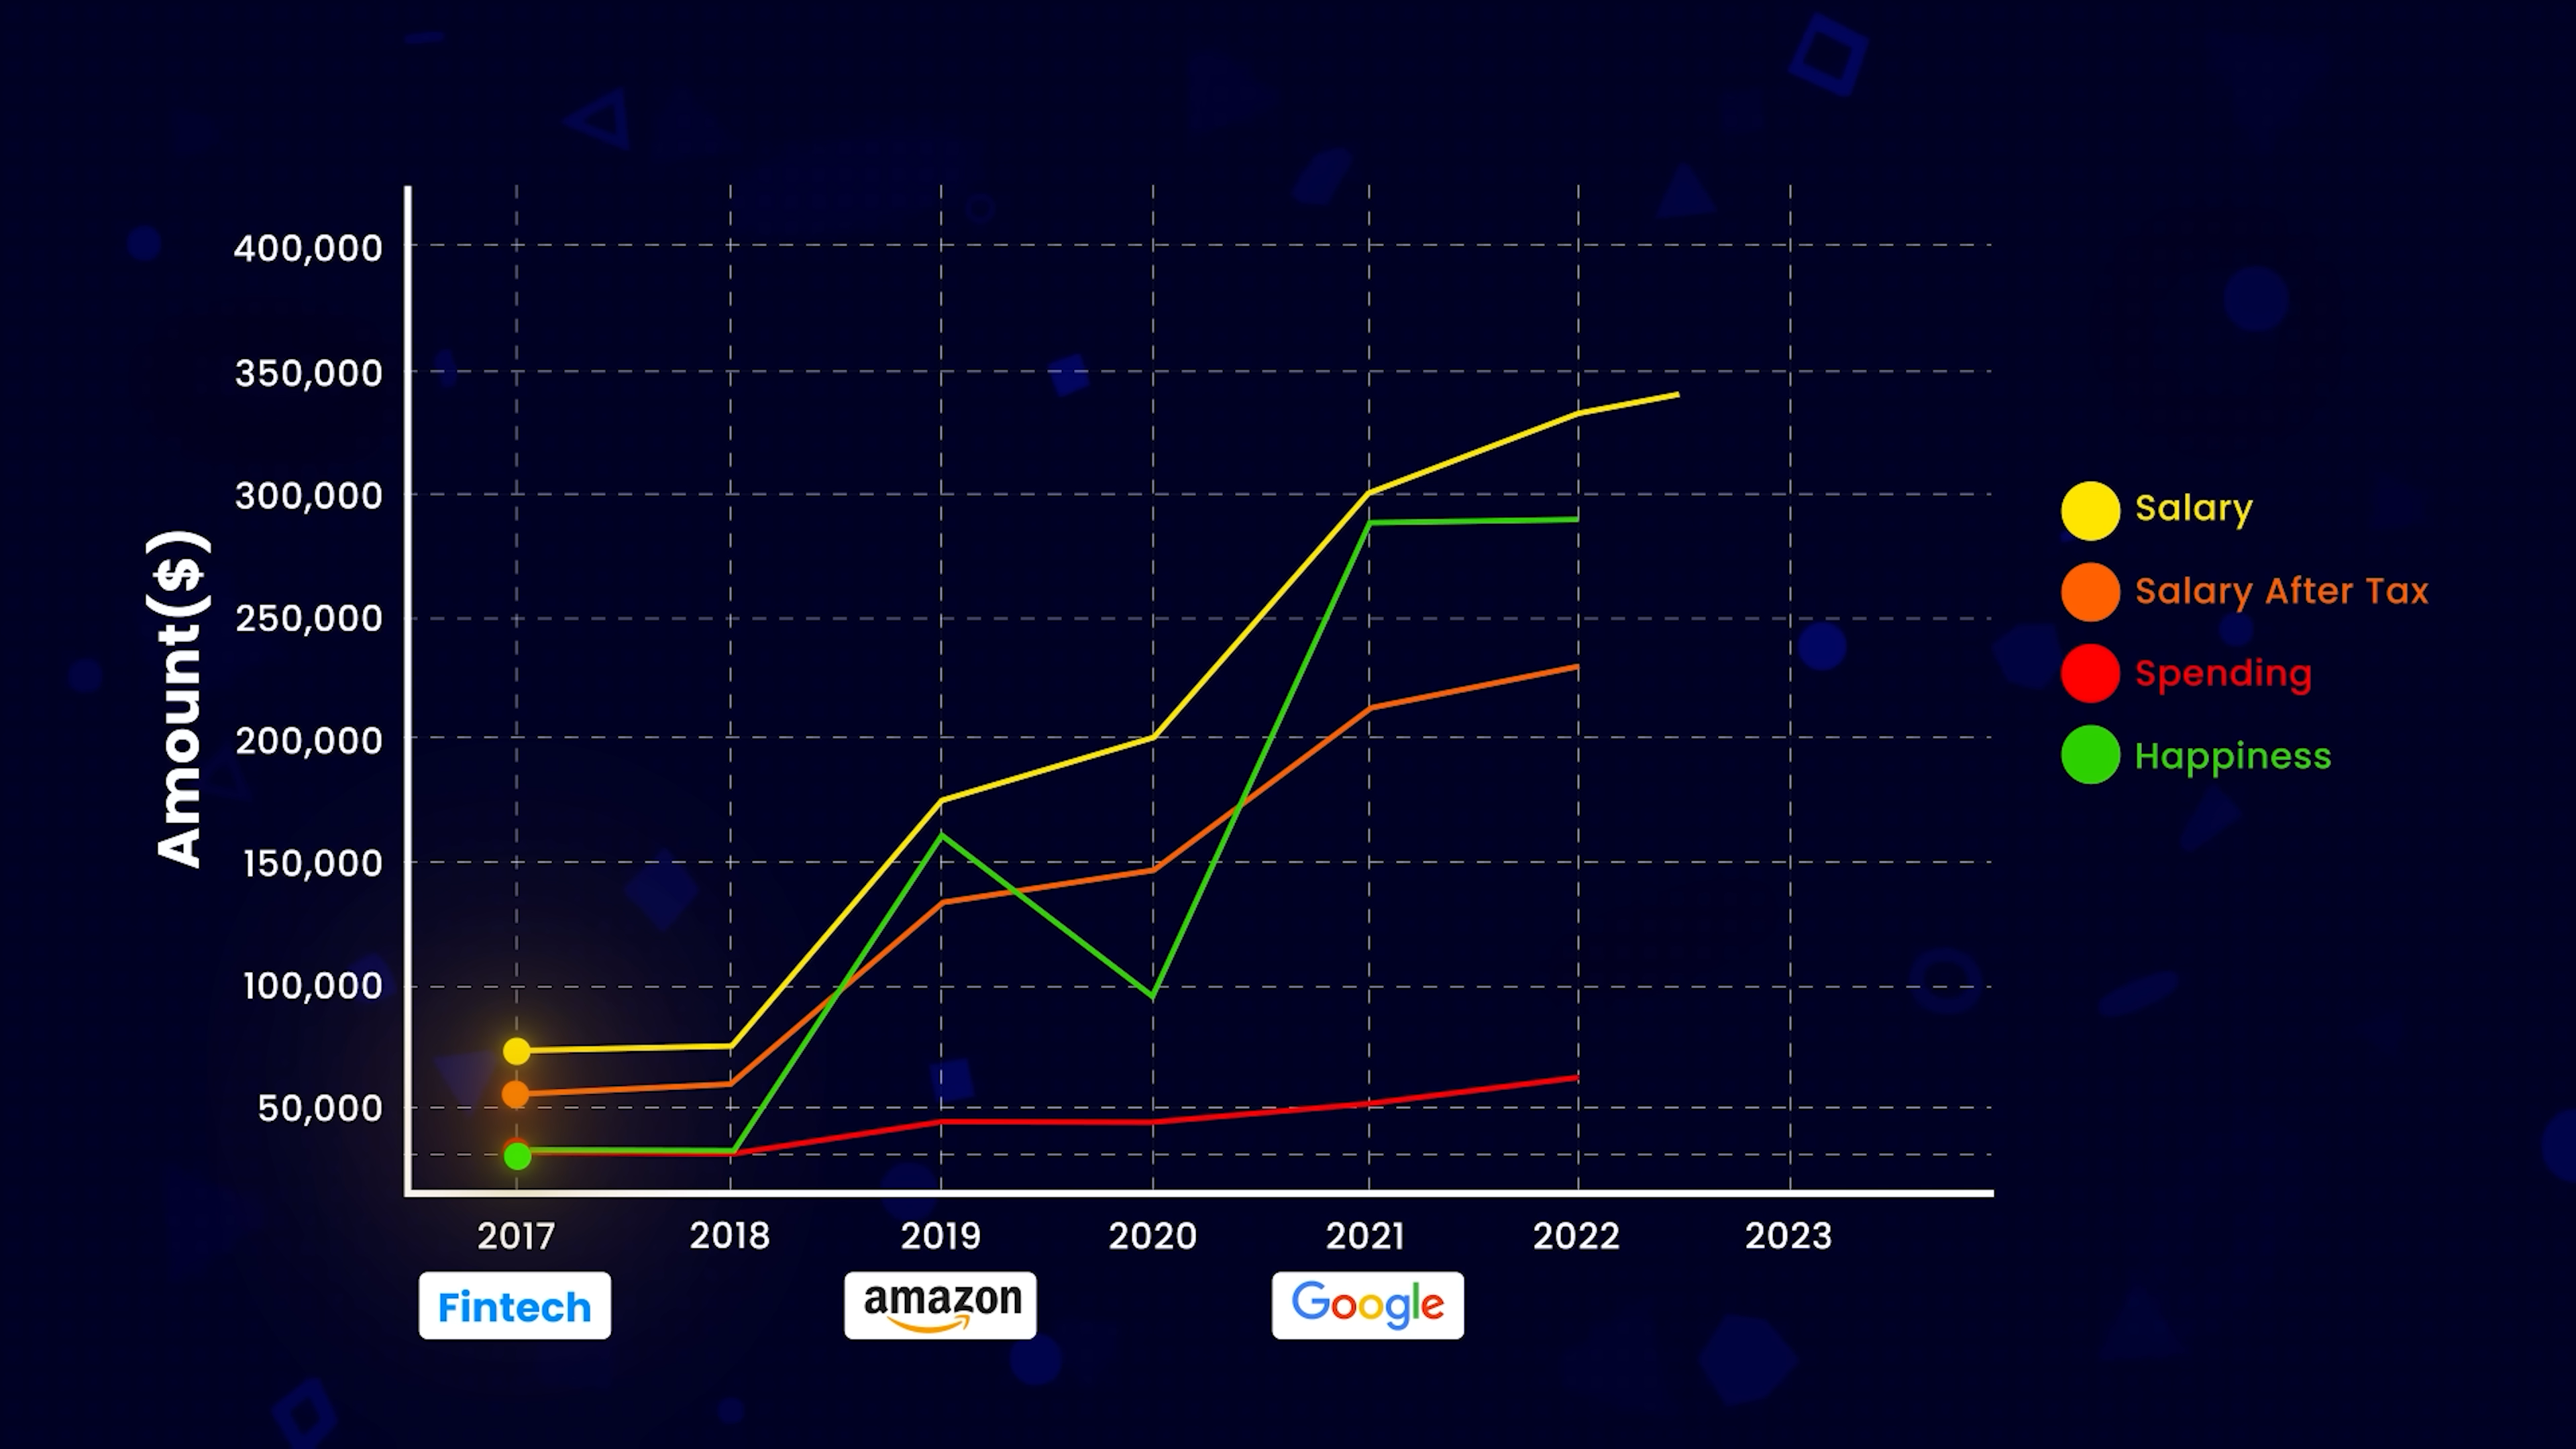 400,000
350,000
300,000
250,000
200,000
150,000
100,000
50,000
Amount($)
2017
2018
2019
2020
2021
2022
2023
Fintech
amazon
Google
Salary
Salary After Tax
Spending
Happiness